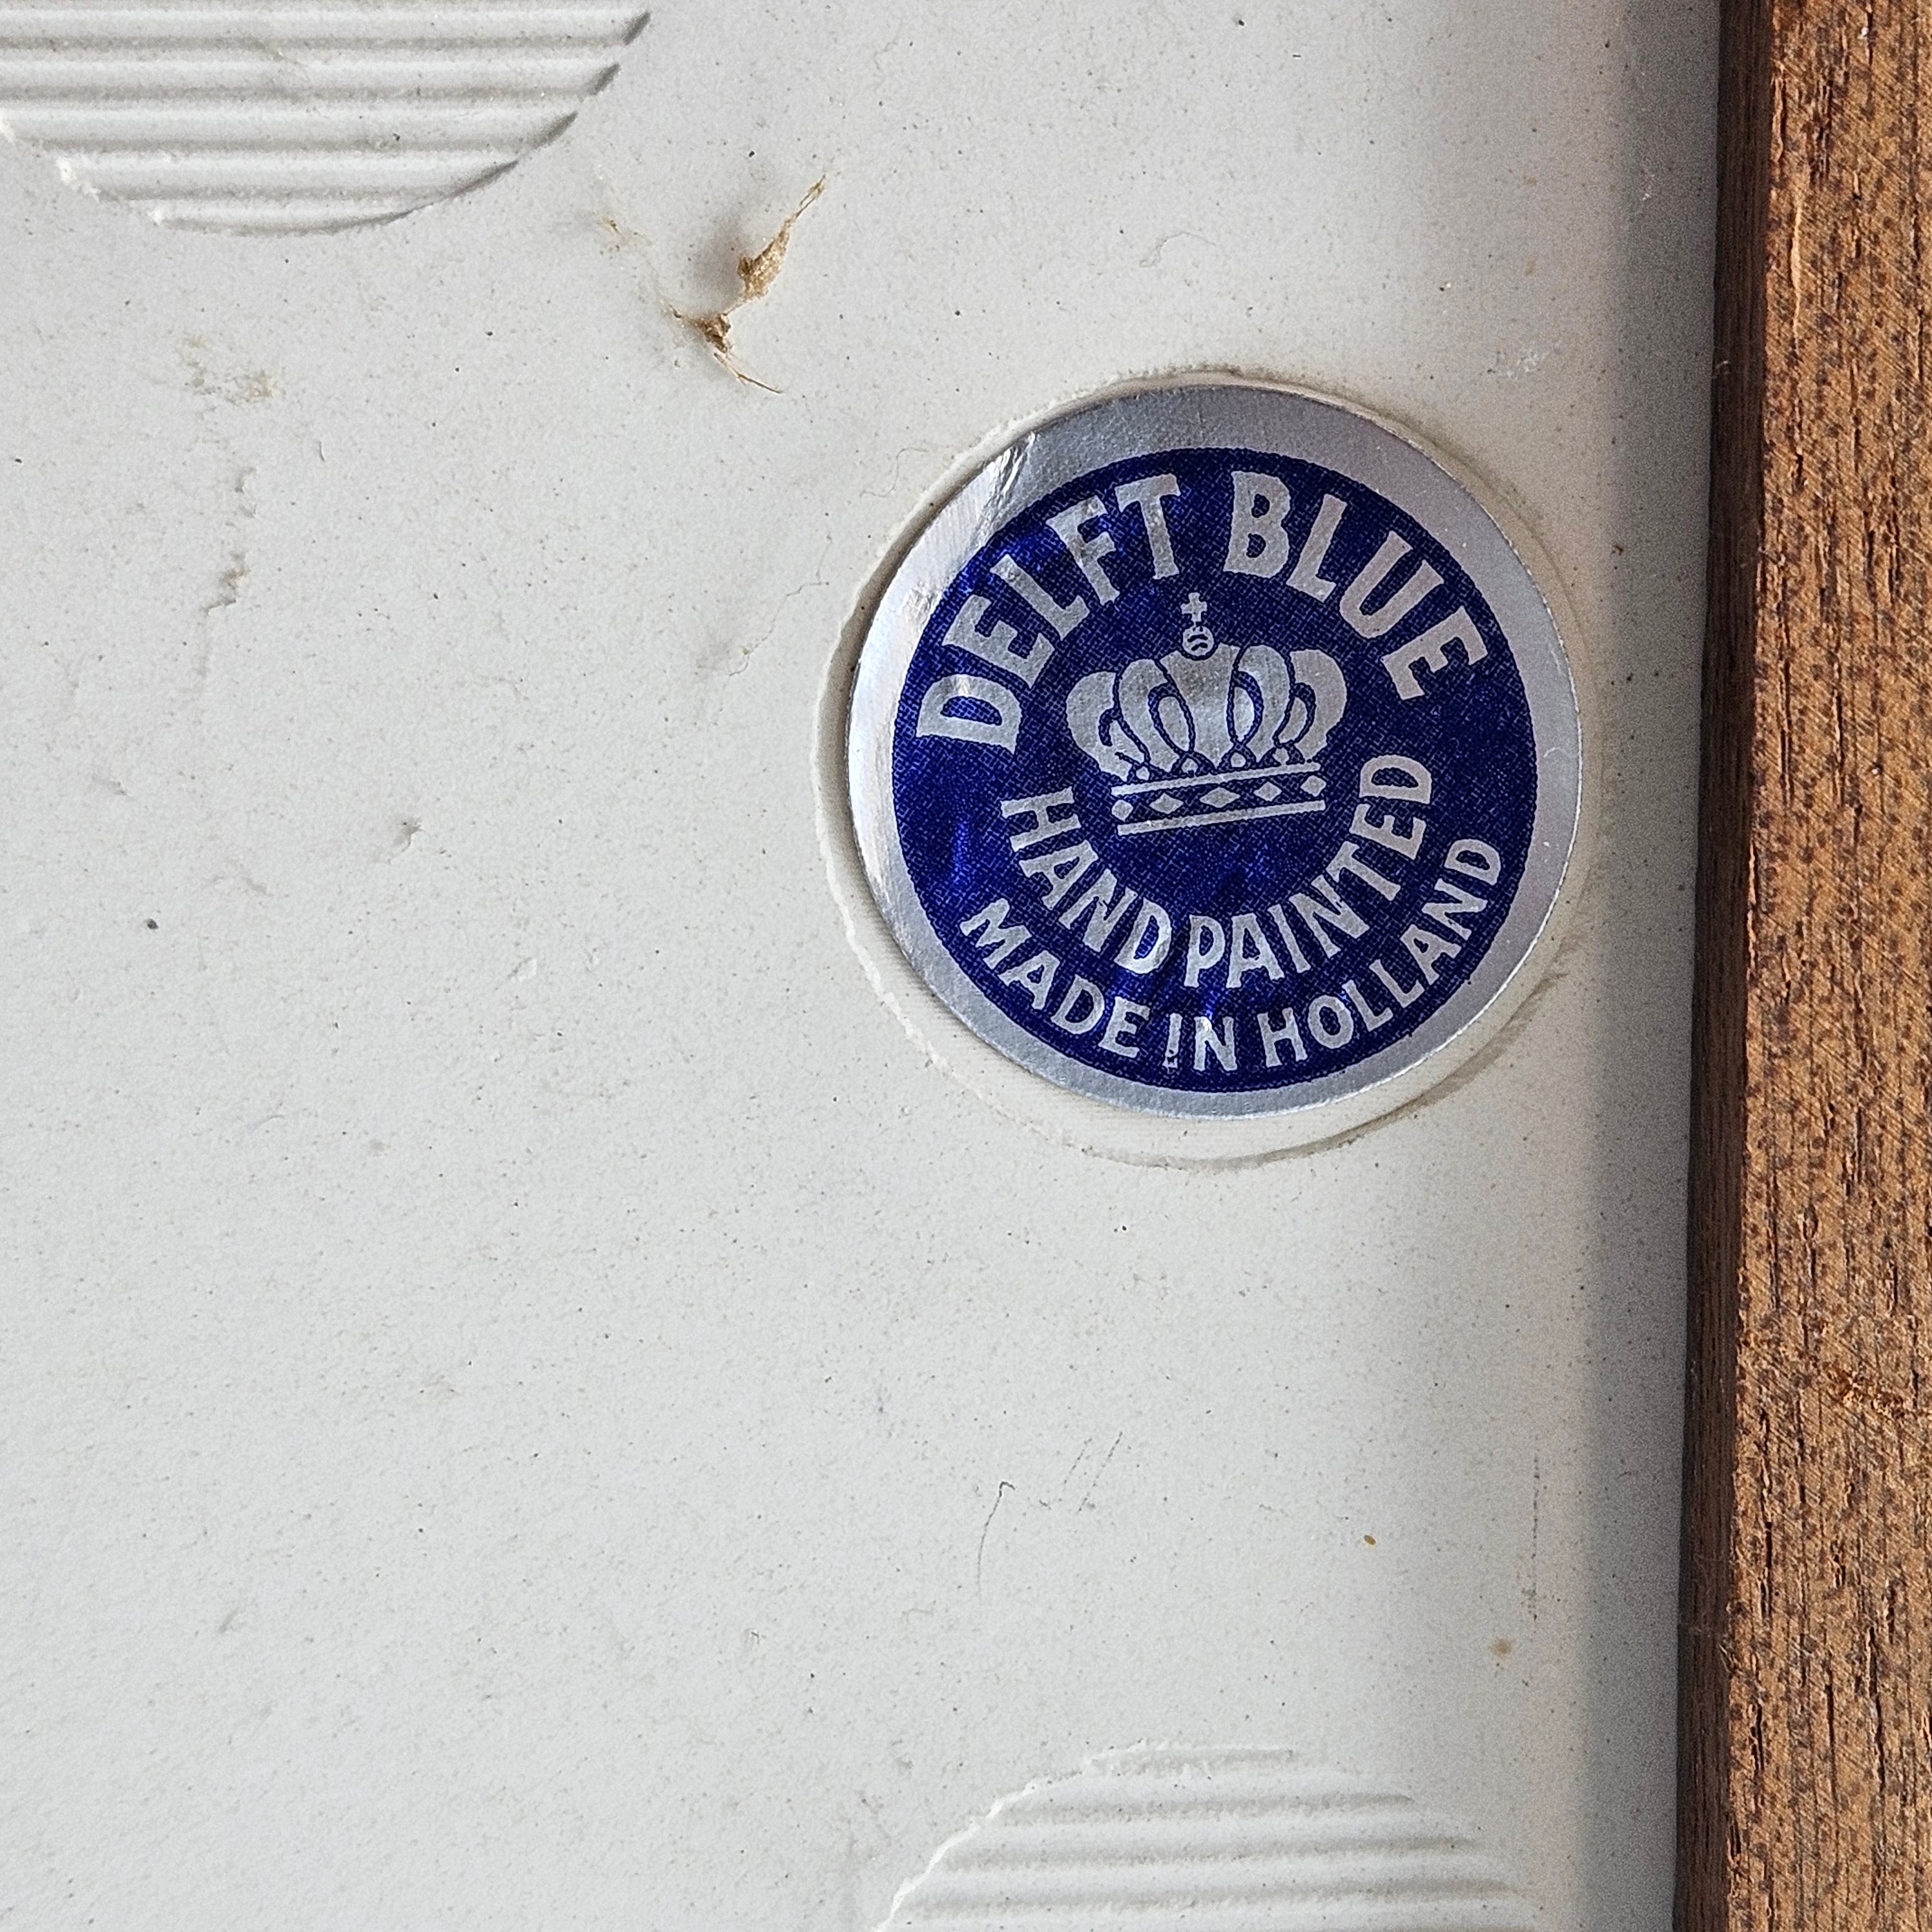 DELFT BLUE
HAND PAINTED
MADE IN HOLLAND